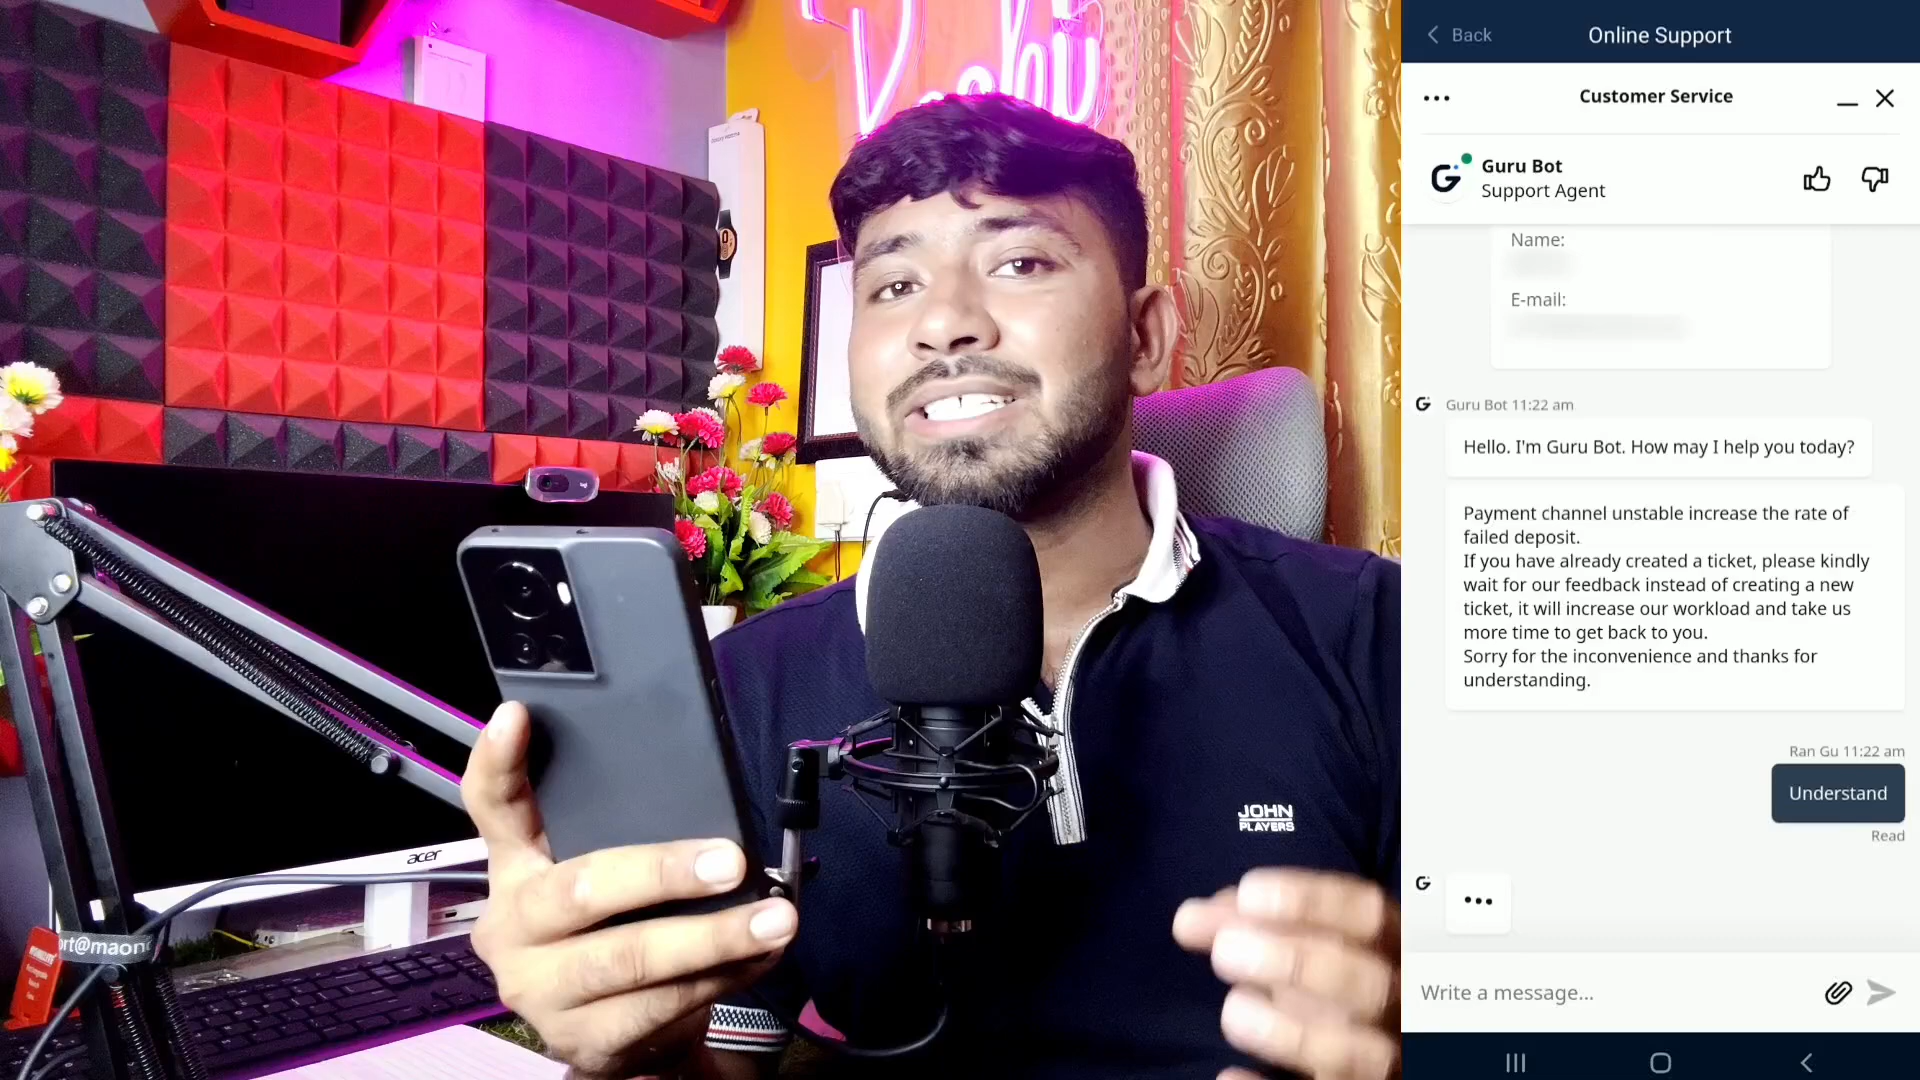 Back
Online Support
Customer Service
Guru Bot
Support Agent
Name:
E-mail:
Guru Bot 11:22 am
Hello. I'm Guru Bot. How may I help you today?
Payment channel unstable increase the rate of
failed deposit.
If you have already created a ticket, please kindly
wait for our feedback instead of creating a new
ticket, it will increase our workload and take us
more time to get back to you.
Sorry for the inconvenience and thanks for
understanding.
Ran Gu 11:22 am
Understand
Read
Write a message...
JOHN
PLAYERS
acer
ort@maon